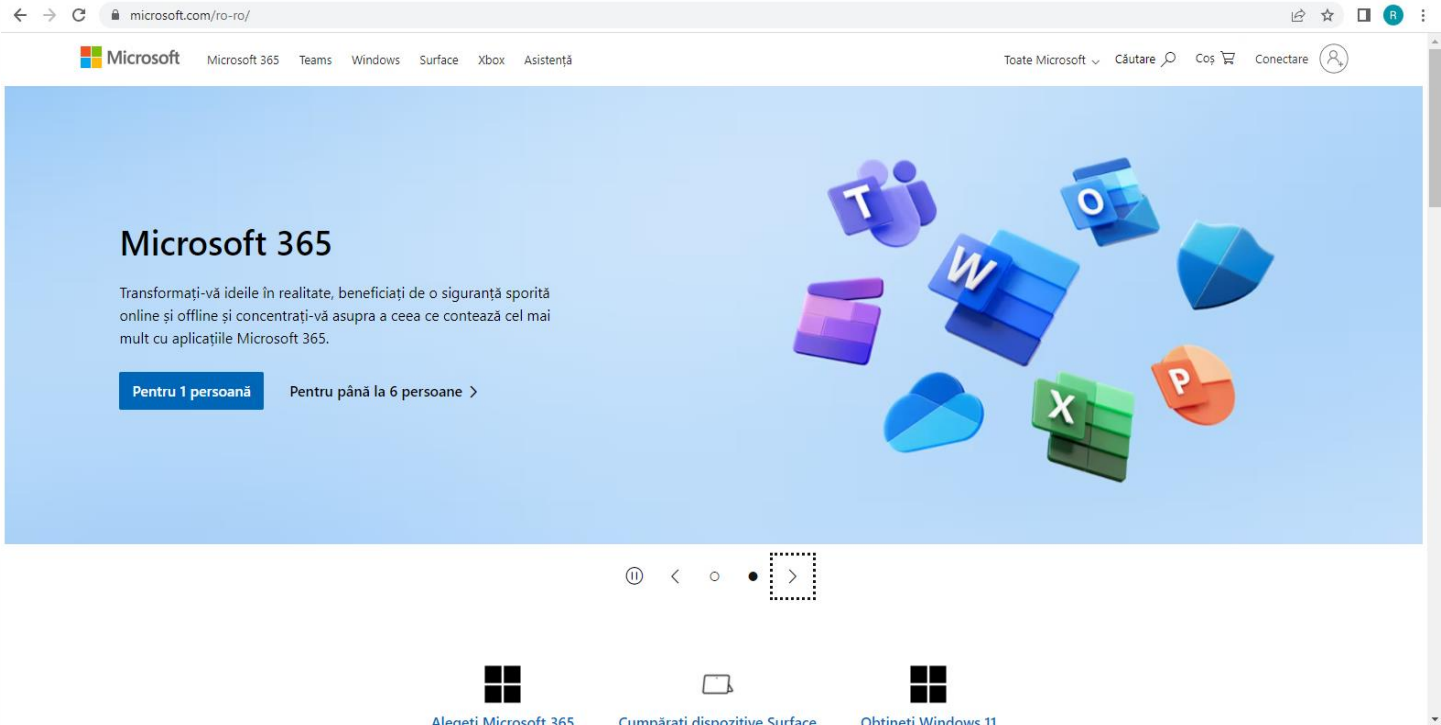 microsoft.com/ro-ro/
R
Microsoft
Microsoft 365
Teams
Windows
Surface
Xbox
Asistență
Toate Microsoft
Căutare
Coș
Conectare
Microsoft 365
Transformați-vă ideile în realitate, beneficiați de o siguranță sporită
online și offline și concentrați-vă asupra a ceea ce contează cel mai
mult cu aplicațiile Microsoft 365.
Pentru 1 persoană
Pentru până la 6 persoane
T
O
W
X
P
Alegeți Microsoft 365
Cumpărați dispozitive Surface
Obțineți Windows 11